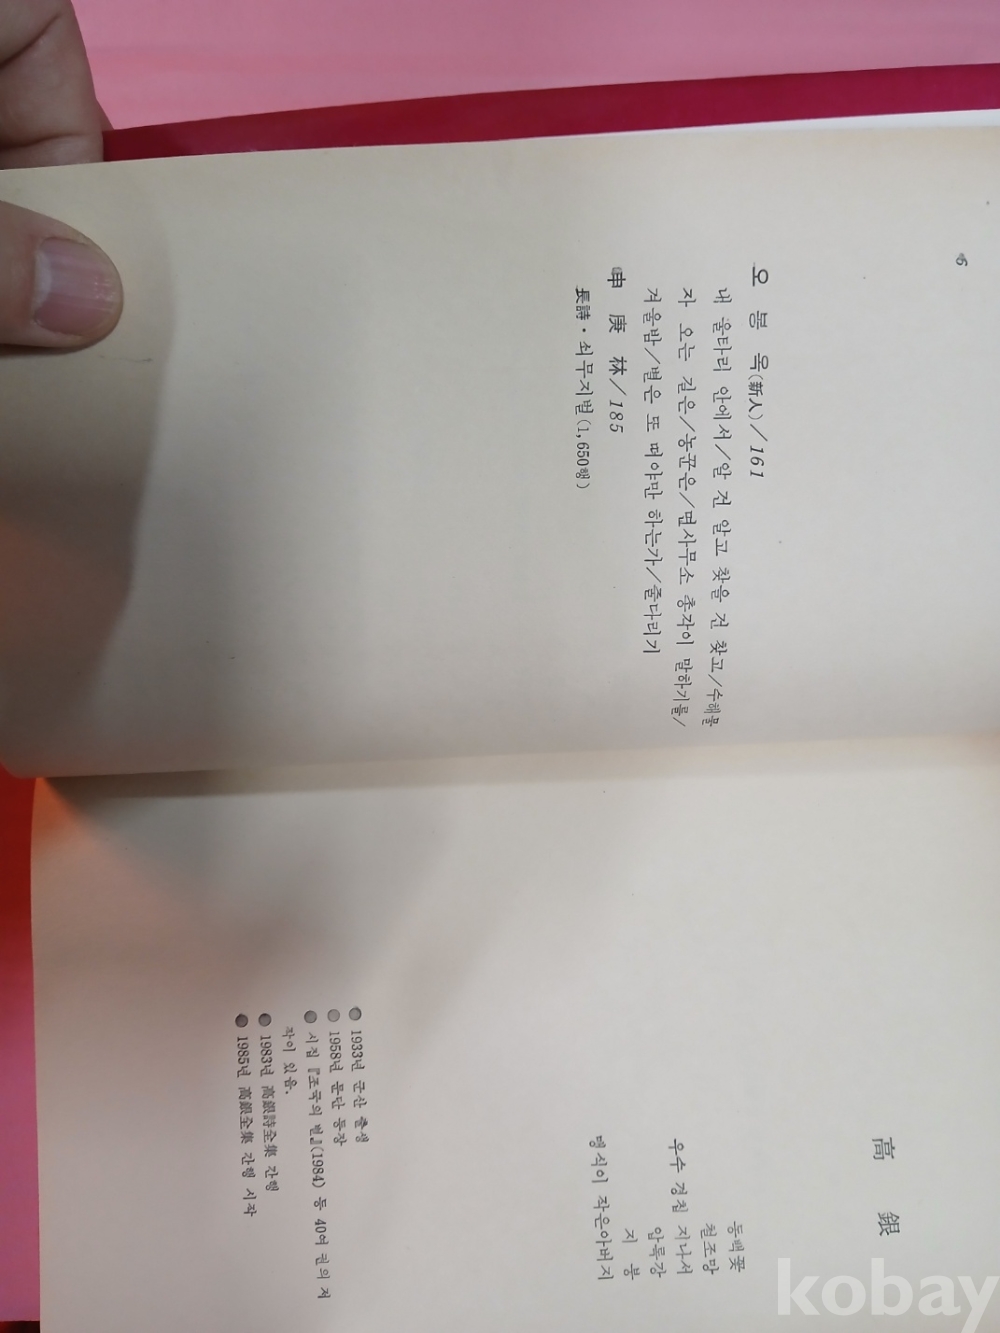 6
오 봉 옥(新人)/161
내 울타리 안에서/알 건 알고 찾을 건 찾고/수해물
자 오는 길은/농꾼은/면사무소 총각이 말하기를/
겨울밤/별은 또 떠야만 하는가/줄다리기
申 庚 林/185
長詩·쇠무지벌(1,650행)
高 銀
동백꽃
철조망
우수 경칩 지나서
압록강
지 붕
맹식이 작은아버지
● 1933년 군산 출생
● 1958년 문단 등장
● 시집 『조국의 별』(1984) 등 40여 권의 저
작이 있음.
● 1983년 高銀詩全集 간행
● 1985년 高銀全集 간행 시작
kobay